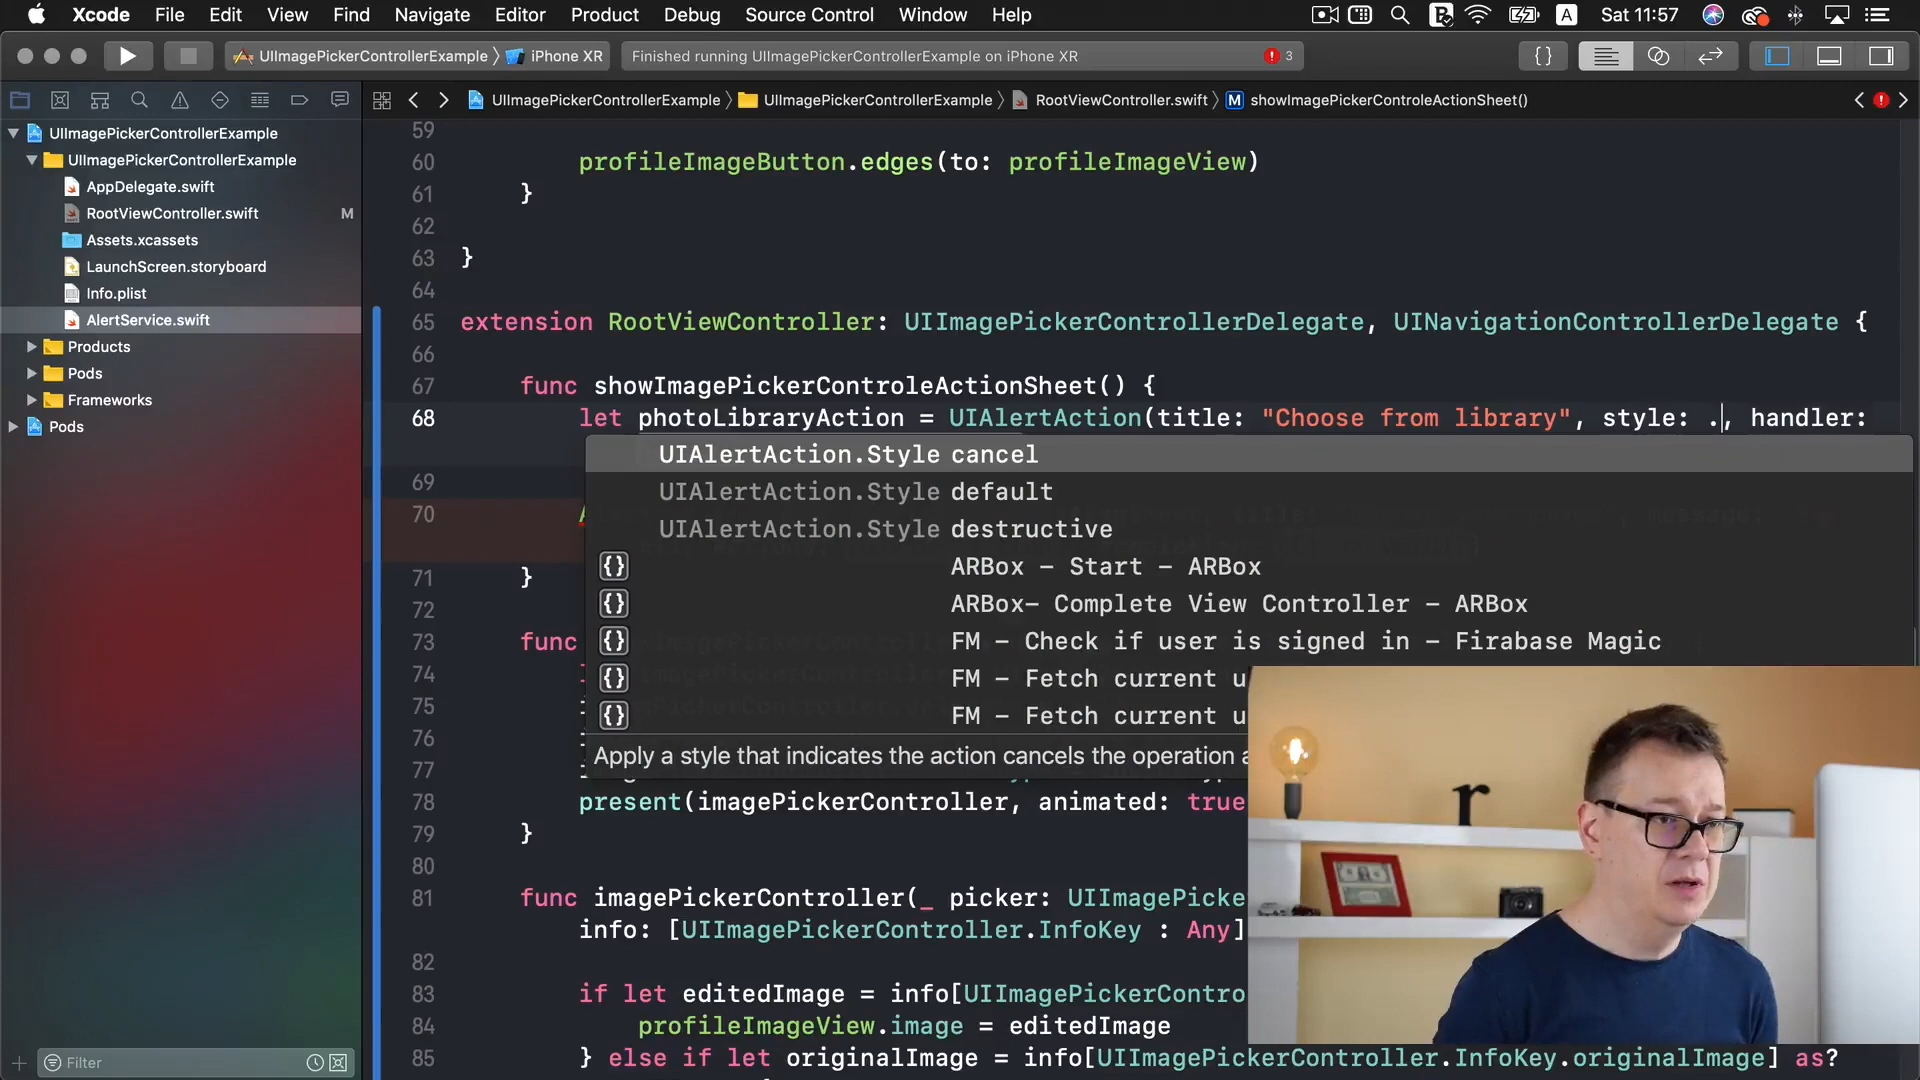 Xcode File Edit View Find Navigate Editor Product Debug Source Control Window Help A Sat 11:57
UIImagePickerControllerExample iPhone XR Finished running UIImagePickerControllerExample on iPhone XR 3
UIImagePickerControllerExample UIImagePickerControllerExample RootViewController.swift M showImagePickerControleActionSheet()
UIImagePickerControllerExample
UIImagePickerControllerExample
AppDelegate.swift
RootViewController.swift M
Assets.xcassets
LaunchScreen.storyboard
Info.plist
AlertService.swift
Products
Pods
Frameworks
Pods
Filter
59
60 profileImageButton.edges(to: profileImageView)
61 }
62
63 }
64
65 extension RootViewController: UIImagePickerControllerDelegate, UINavigationControllerDelegate {
66
67 func showImagePickerControleActionSheet() {
68 let photoLibraryAction = UIAlertAction(title: "Choose from library", style: ., handler:
UIAlertAction.Style cancel
UIAlertAction.Style default
UIAlertAction.Style destructive
{} ARBox - Start - ARBox
{} ARBox- Complete View Controller - ARBox
{} FM - Check if user is signed in - Firabase Magic
{} FM - Fetch current u
{} FM - Fetch current u
Apply a style that indicates the action cancels the operation a
69
70
71 }
72
73 func
74
75
76
77
78 present(imagePickerController, animated: true
79 }
80
81 func imagePickerController(_ picker: UIImagePicke
info: [UIImagePickerController.InfoKey : Any]
82
83 if let editedImage = info[UIImagePickerContro
84 profileImageView.image = editedImage
85 } else if let originalImage = info[UIImagePickerController.InfoKey.originalImage] as?